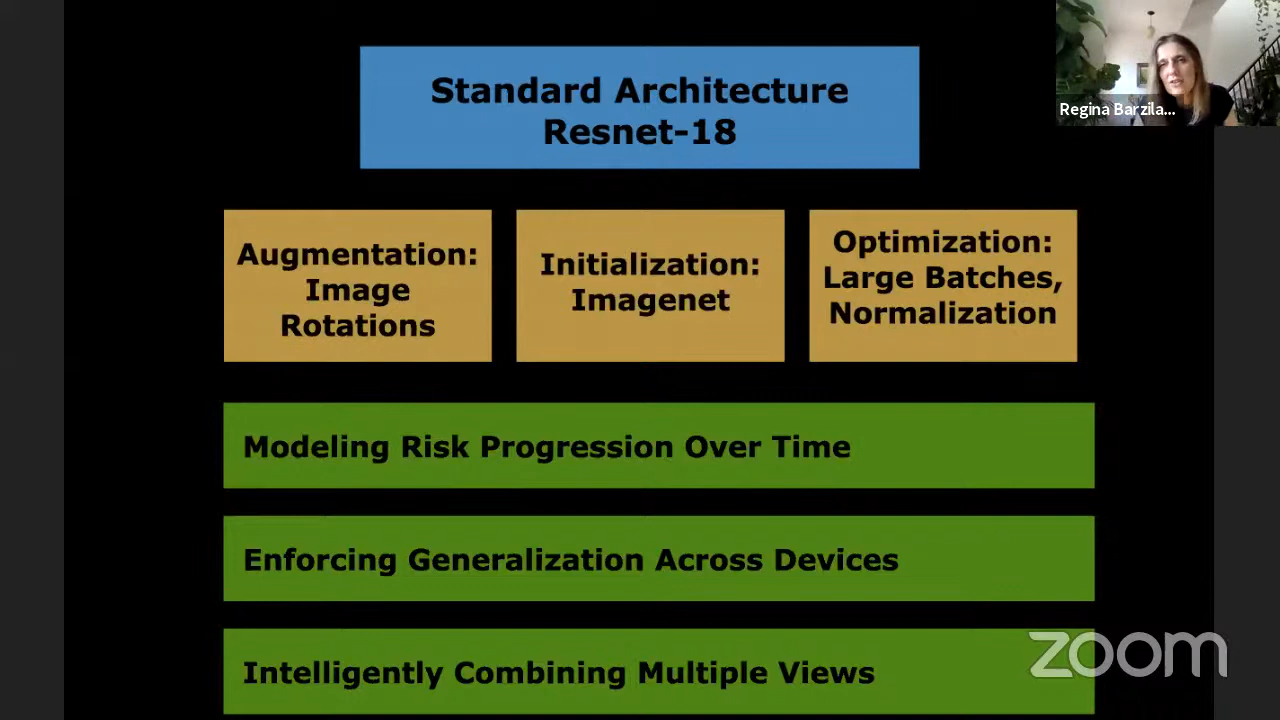 Standard Architecture
Resnet-18
Regina Barzila...
Augmentation:
Image
Rotations
Initialization:
Imagenet
Optimization:
Large Batches,
Normalization
Modeling Risk Progression Over Time
Enforcing Generalization Across Devices
Intelligently Combining Multiple Views
zoom